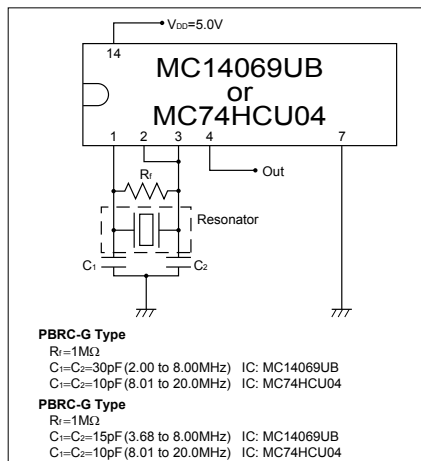 VDD=5.0V
14
MC14069UB
or
MC74HCU04
1 2 3 4 7
Rf
Out
Resonator
C1 C2
PBRC-G Type
Rf=1MΩ
C1=C2=30pF(2.00 to 8.00MHz) IC: MC14069UB
C1=C2=10pF(8.01 to 20.0MHz) IC: MC74HCU04
PBRC-G Type
Rf=1MΩ
C1=C2=15pF(3.68 to 8.00MHz) IC: MC14069UB
C1=C2=10pF(8.01 to 20.0MHz) IC: MC74HCU04